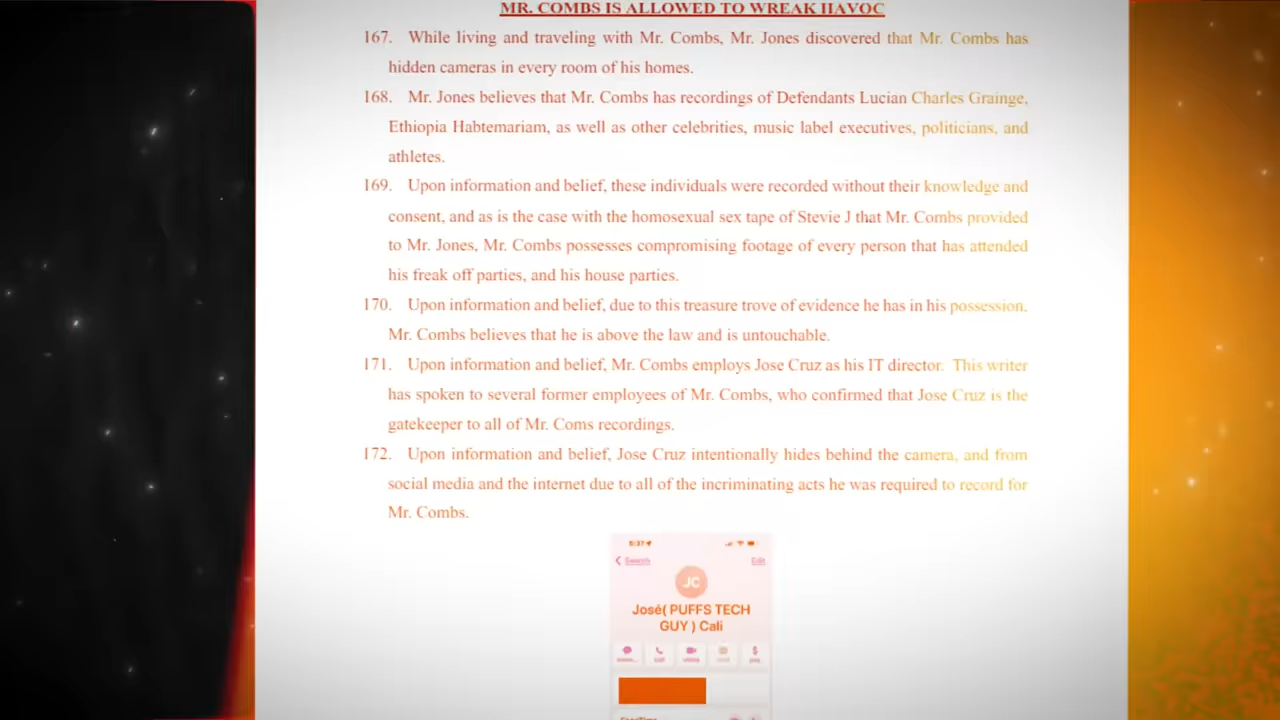 MR. COMBS IS ALLOWED TO WREAK HAVOC
167. While living and traveling with Mr. Combs, Mr. Jones discovered that Mr. Combs has
hidden cameras in every room of his homes.
168. Mr. Jones believes that Mr. Combs has recordings of Defendants Lucian Charles Grainge,
Ethiopia Habtemariam, as well as other celebrities, music label executives, politicians, and
athletes.
169. Upon information and belief, these individuals were recorded without their knowledge and
consent, and as is the case with the homosexual sex tape of Stevie J that Mr. Combs provided
to Mr. Jones, Mr. Combs possesses compromising footage of every person that has attended
his freak off parties, and his house parties.
170. Upon information and belief, due to this treasure trove of evidence he has in his possession.
Mr. Combs believes that he is above the law and is untouchable.
171. Upon information and belief, Mr. Combs employs Jose Cruz as his IT director. This writer
has spoken to several former employees of Mr. Combs, who confirmed that Jose Cruz is the
gatekeeper to all of Mr. Coms recordings.
172. Upon information and belief, Jose Cruz intentionally hides behind the camera, and from
social media and the internet due to all of the incriminating acts he was required to record for
Mr. Combs.
5:37
Search Edit
JC
José( PUFFS TECH
GUY ) Cali
call video mail pay